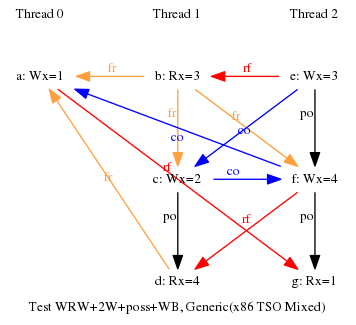 Thread 0 Thread 1 Thread 2
fr rf
a: Wx=1 b: Rx=3 e: Wx=3
fr fr po
co co
rf
fr co
c: Wx=2 f: Wx=4
po rf po
d: Rx=4 g: Rx=1
Test WRW+2W+poss+WB, Generic(x86 TSO Mixed)